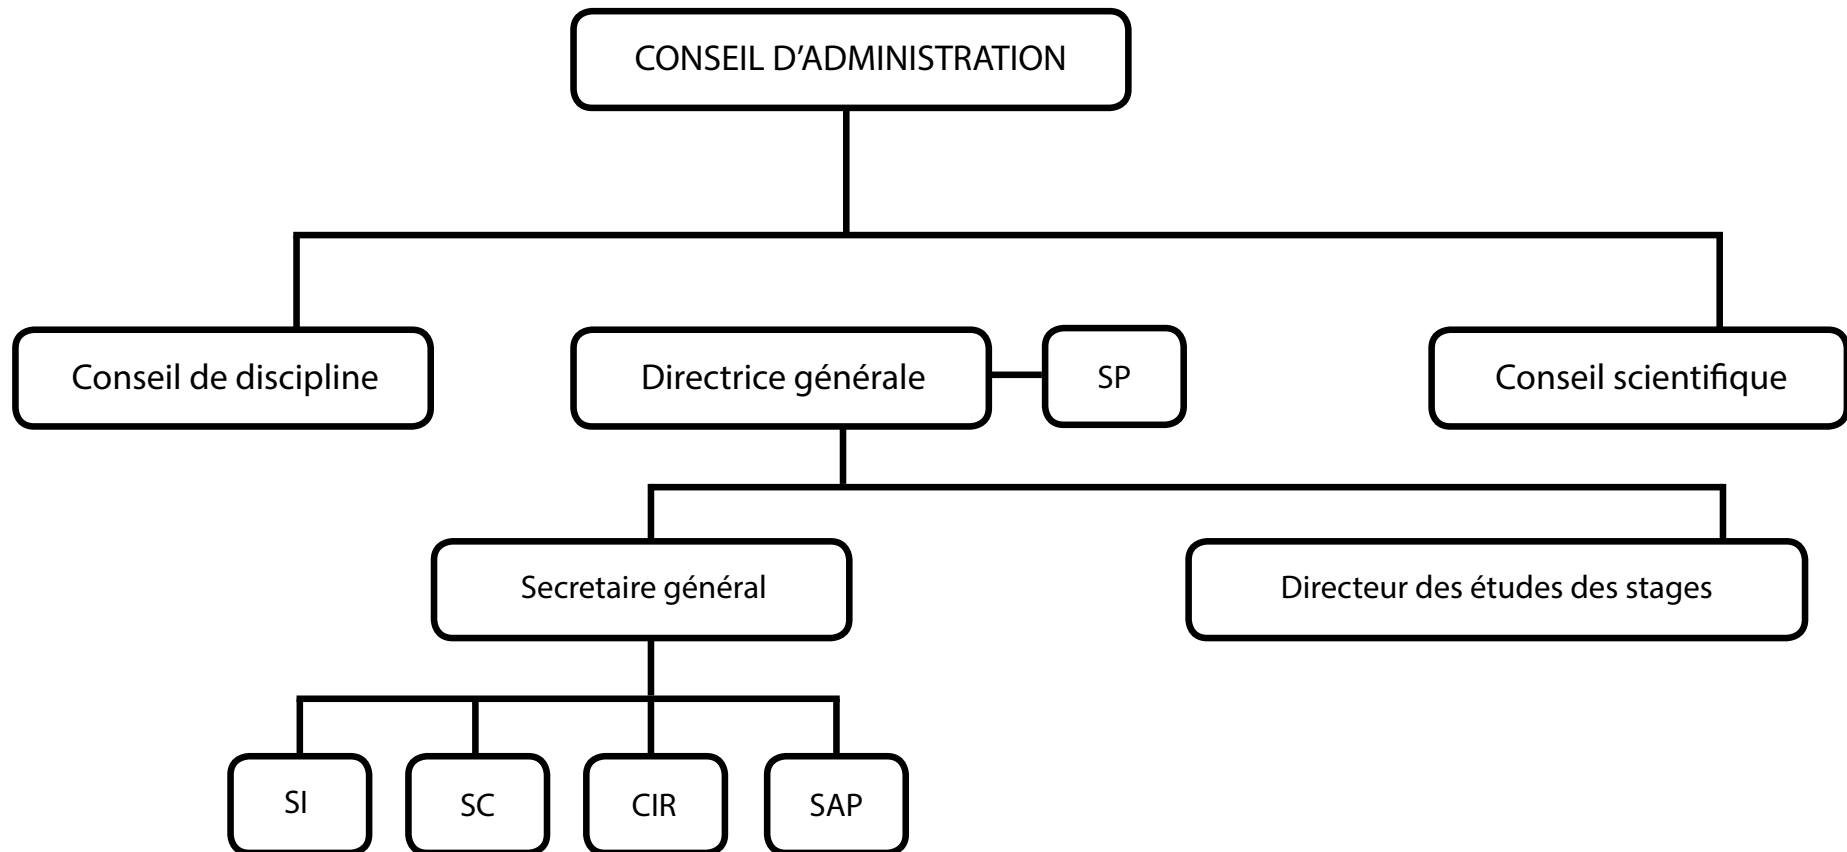 CONSEIL D’ADMINISTRATION
Conseil de discipline
Directrice générale
SP
Conseil scientifique
Secretaire général
Directeur des études des stages
SI
SC
CIR
SAP